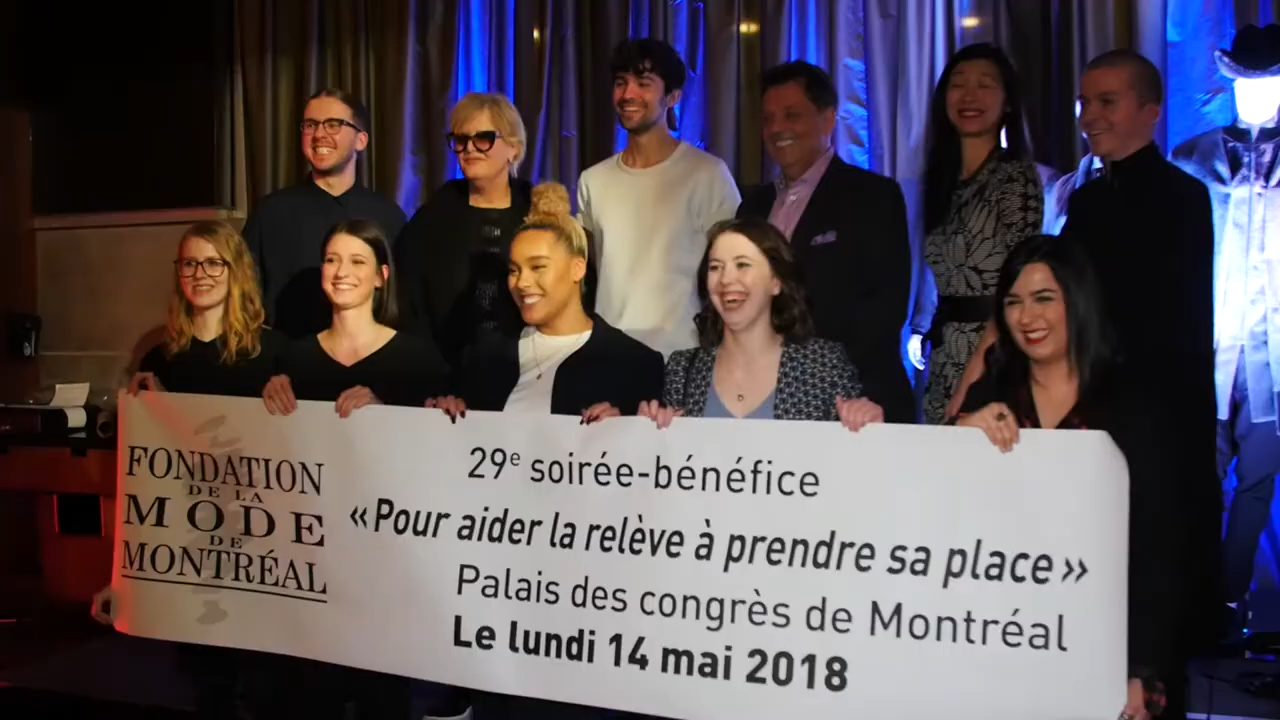 FONDATION
DE LA
MODE
DE
MONTRÉAL
29e soirée-bénéfice
«Pour aider la relève à prendre sa place»
Palais des congrès de Montréal
Le lundi 14 mai 2018